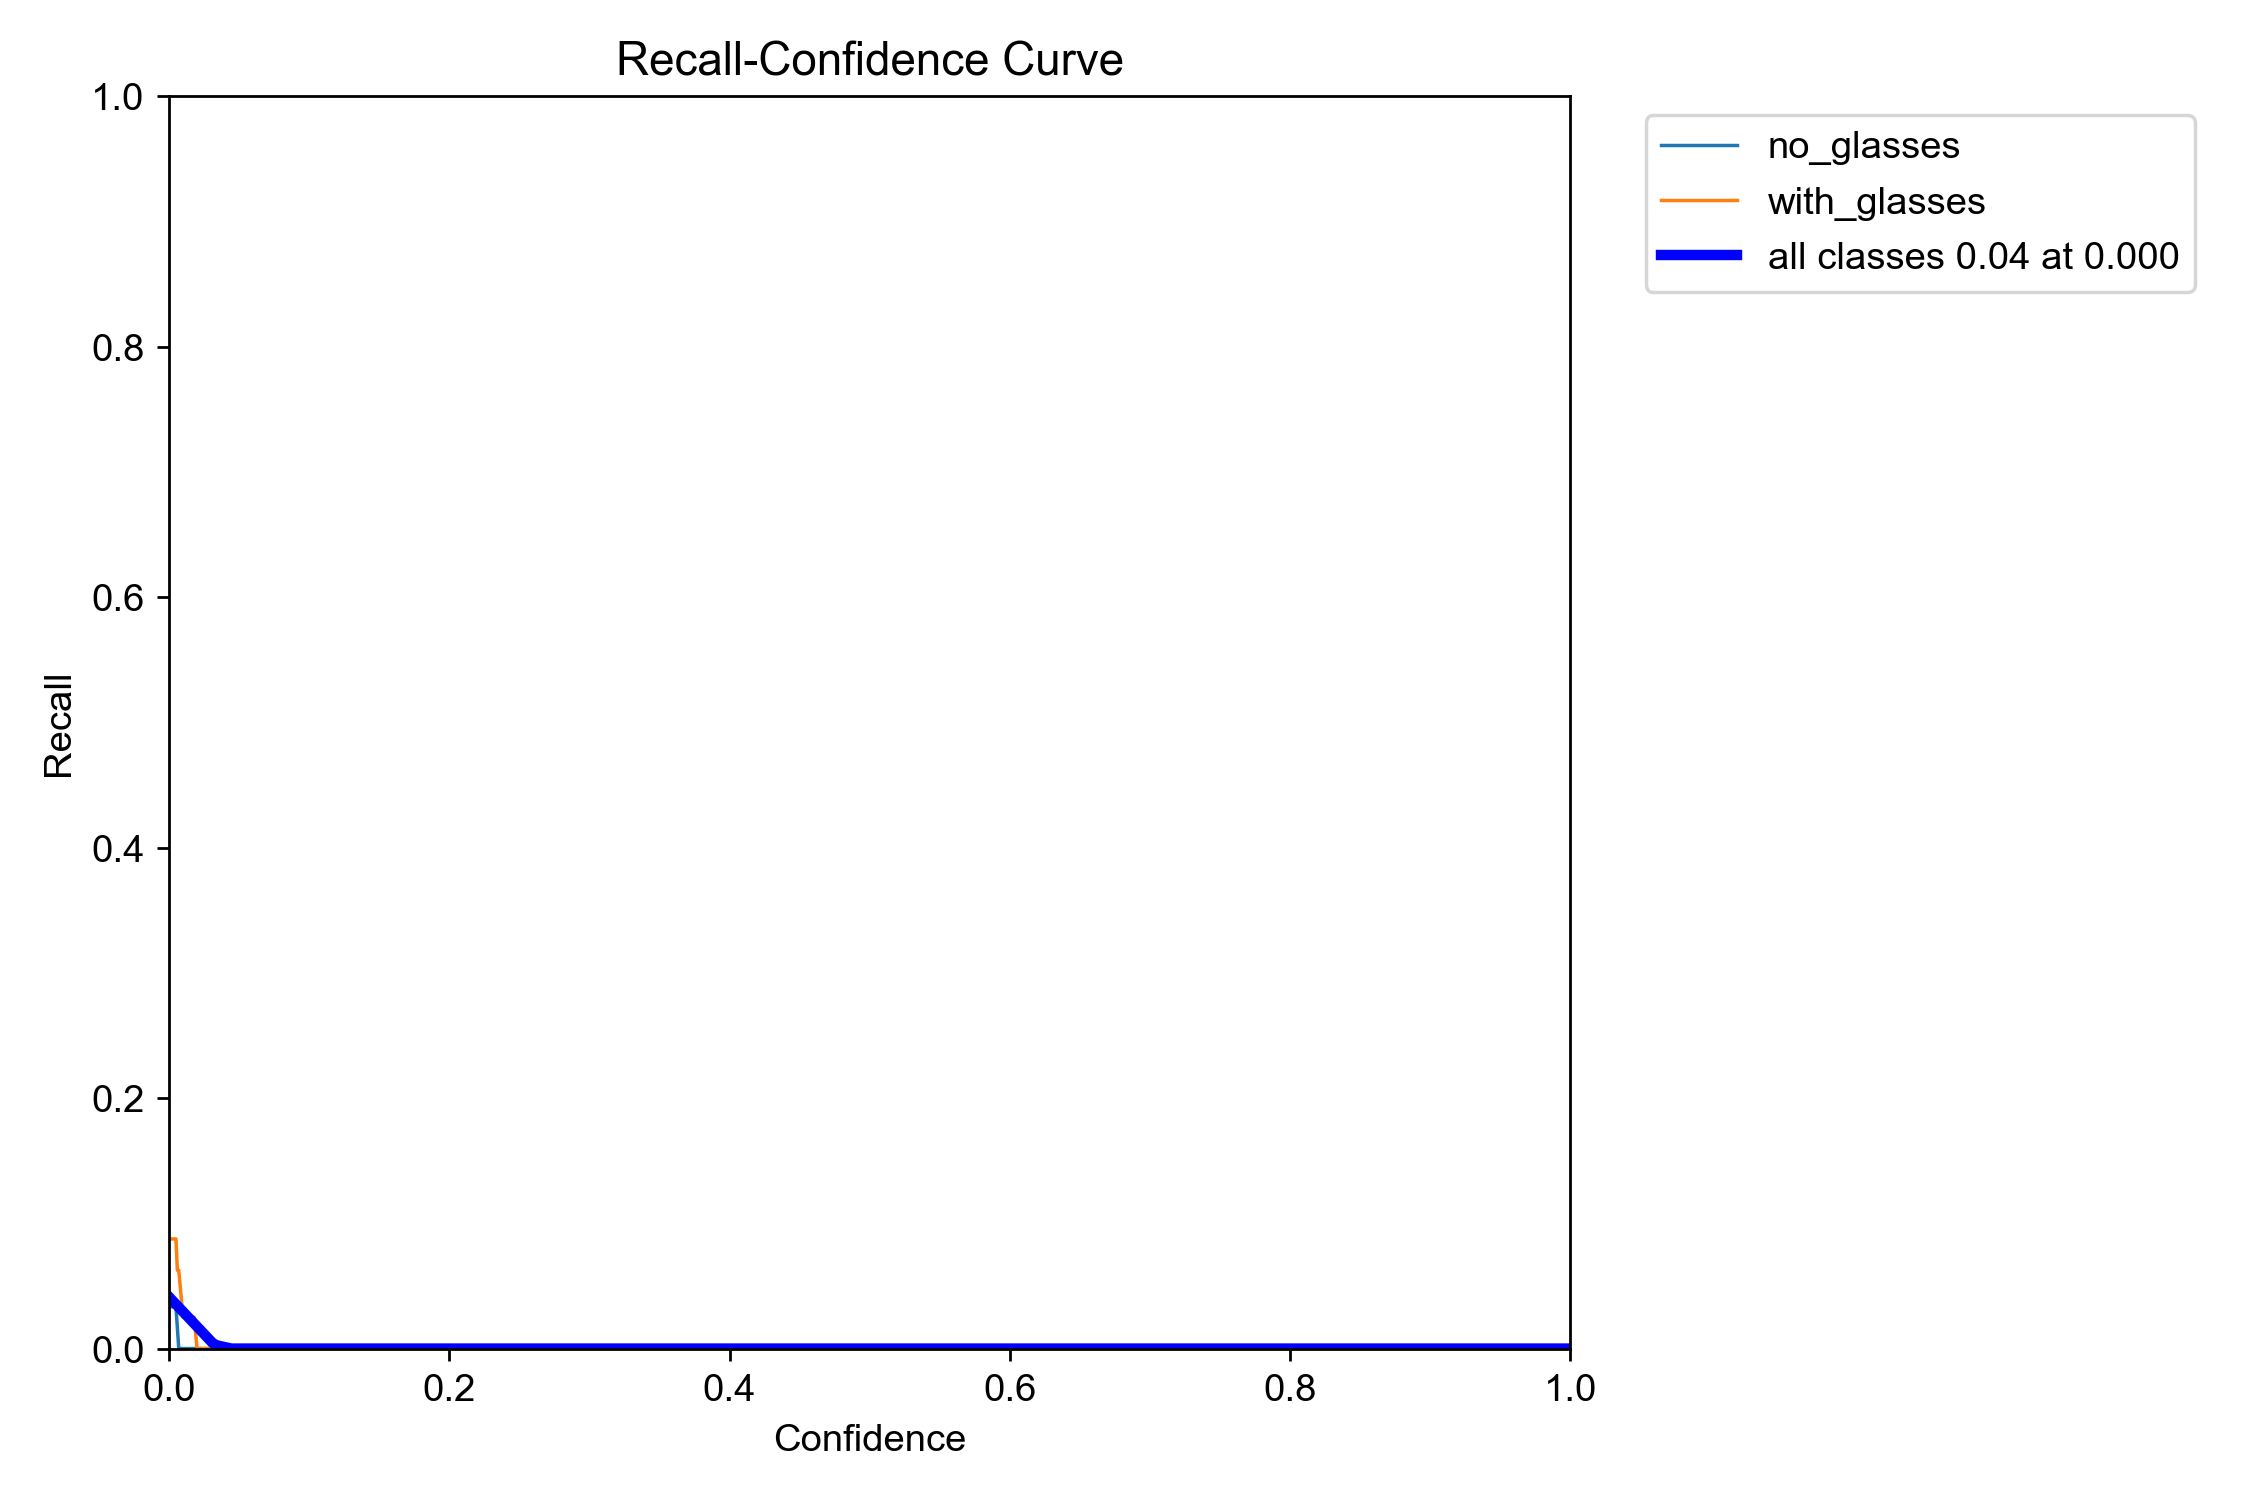 Recall-Confidence Curve
1.0
0.8
0.6
0.4
0.2
0.0
Recall
0.0 0.2 0.4 0.6 0.8 1.0
Confidence
no_glasses
with_glasses
all classes 0.04 at 0.000